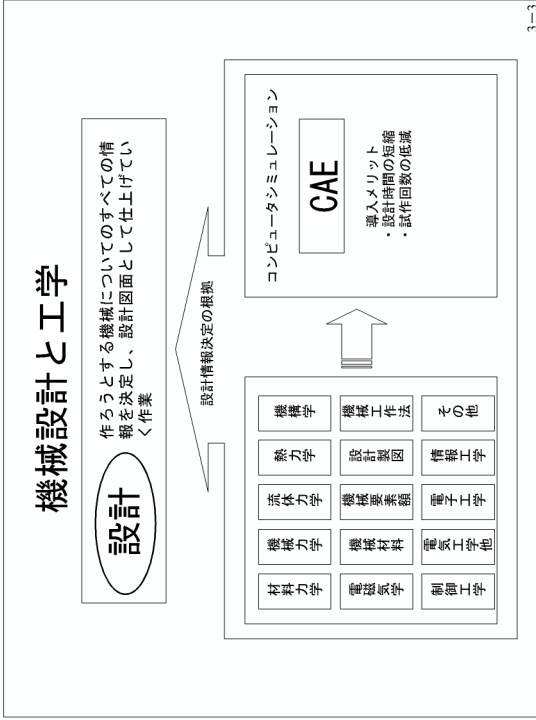 機械設計と工学
設計
作ろうとする機械についてのすべての情
報を決定し、設計図面として仕上げてい
く作業
設計情報決定の根拠
材料力学
機械力学
流体力学
熱力学
機構学
電磁気学
機械材料
機械要素額
設計製図
機械工作法
制御工学
電気工学他
電子工学
情報工学
その他
コンピュータシミュレーション
CAE
導入メリット
・設計時間の短縮
・試作回数の低減
3－3